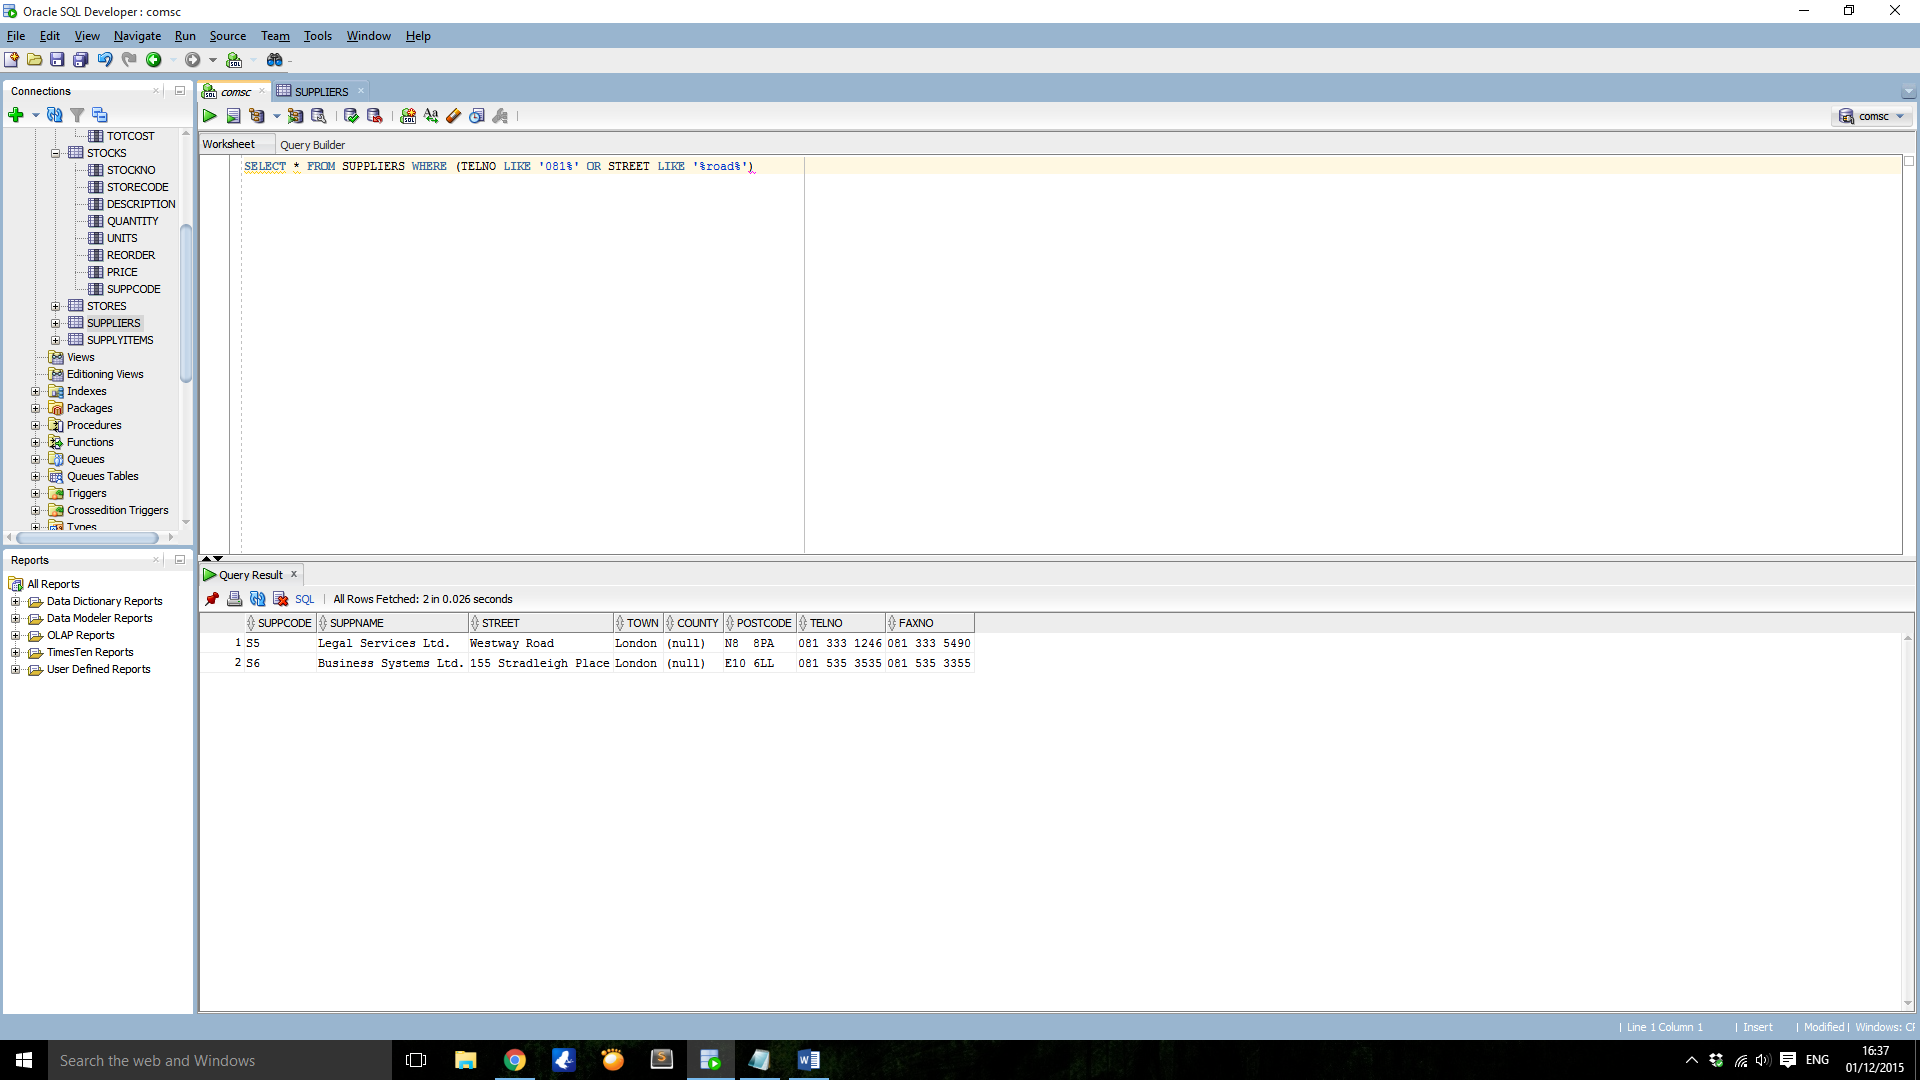 Oracle SQL Developer : comsc
File Edit View Navigate Run Source Team Tools Window Help
Connections
TOTCOST
STOCKS
STOCKNO
STORECODE
DESCRIPTION
QUANTITY
UNITS
REORDER
PRICE
SUPPCODE
STORES
SUPPLIERS
SUPPLYITEMS
Views
Editioning Views
Indexes
Packages
Procedures
Functions
Queues
Queues Tables
Triggers
Crossedition Triggers
Types
Reports
All Reports
Data Dictionary Reports
Data Modeler Reports
OLAP Reports
TimesTen Reports
User Defined Reports
comsc SUPPLIERS
comsc
Worksheet Query Builder
SELECT * FROM SUPPLIERS WHERE (TELNO LIKE '081%' OR STREET LIKE '%road%')
Query Result
SQL All Rows Fetched: 2 in 0.026 seconds
SUPPCODE SUPPNAME STREET TOWN COUNTY POSTCODE TELNO FAXNO
1 S5 Legal Services Ltd. Westway Road London (null) N8 8PA 081 333 1246 081 333 5490
2 S6 Business Systems Ltd. 155 Stradleigh Place London (null) E10 6LL 081 535 3535 081 535 3355
Line 1 Column 1 Insert Modified Windows: CF
Search the web and Windows
ENG
16:37
01/12/2015